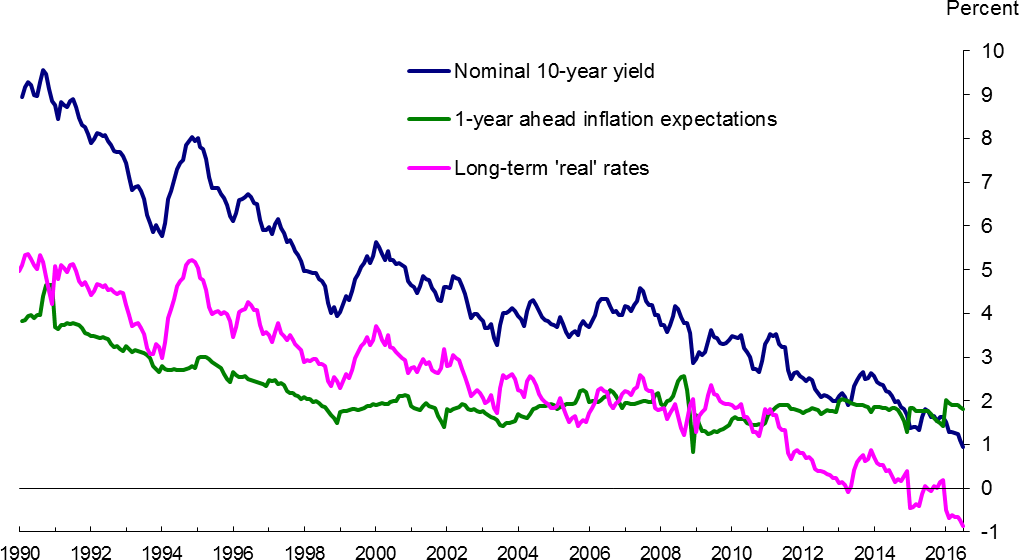 Percent
10
Nominal 10-year yield
9
1-year ahead inflation expectations
8
Long-term 'real' rates
7
6
5
4
3
2
1
0
-1
1990 1992 1994 1996 1998 2000 2002 2004 2006 2008 2010 2012 2014 2016